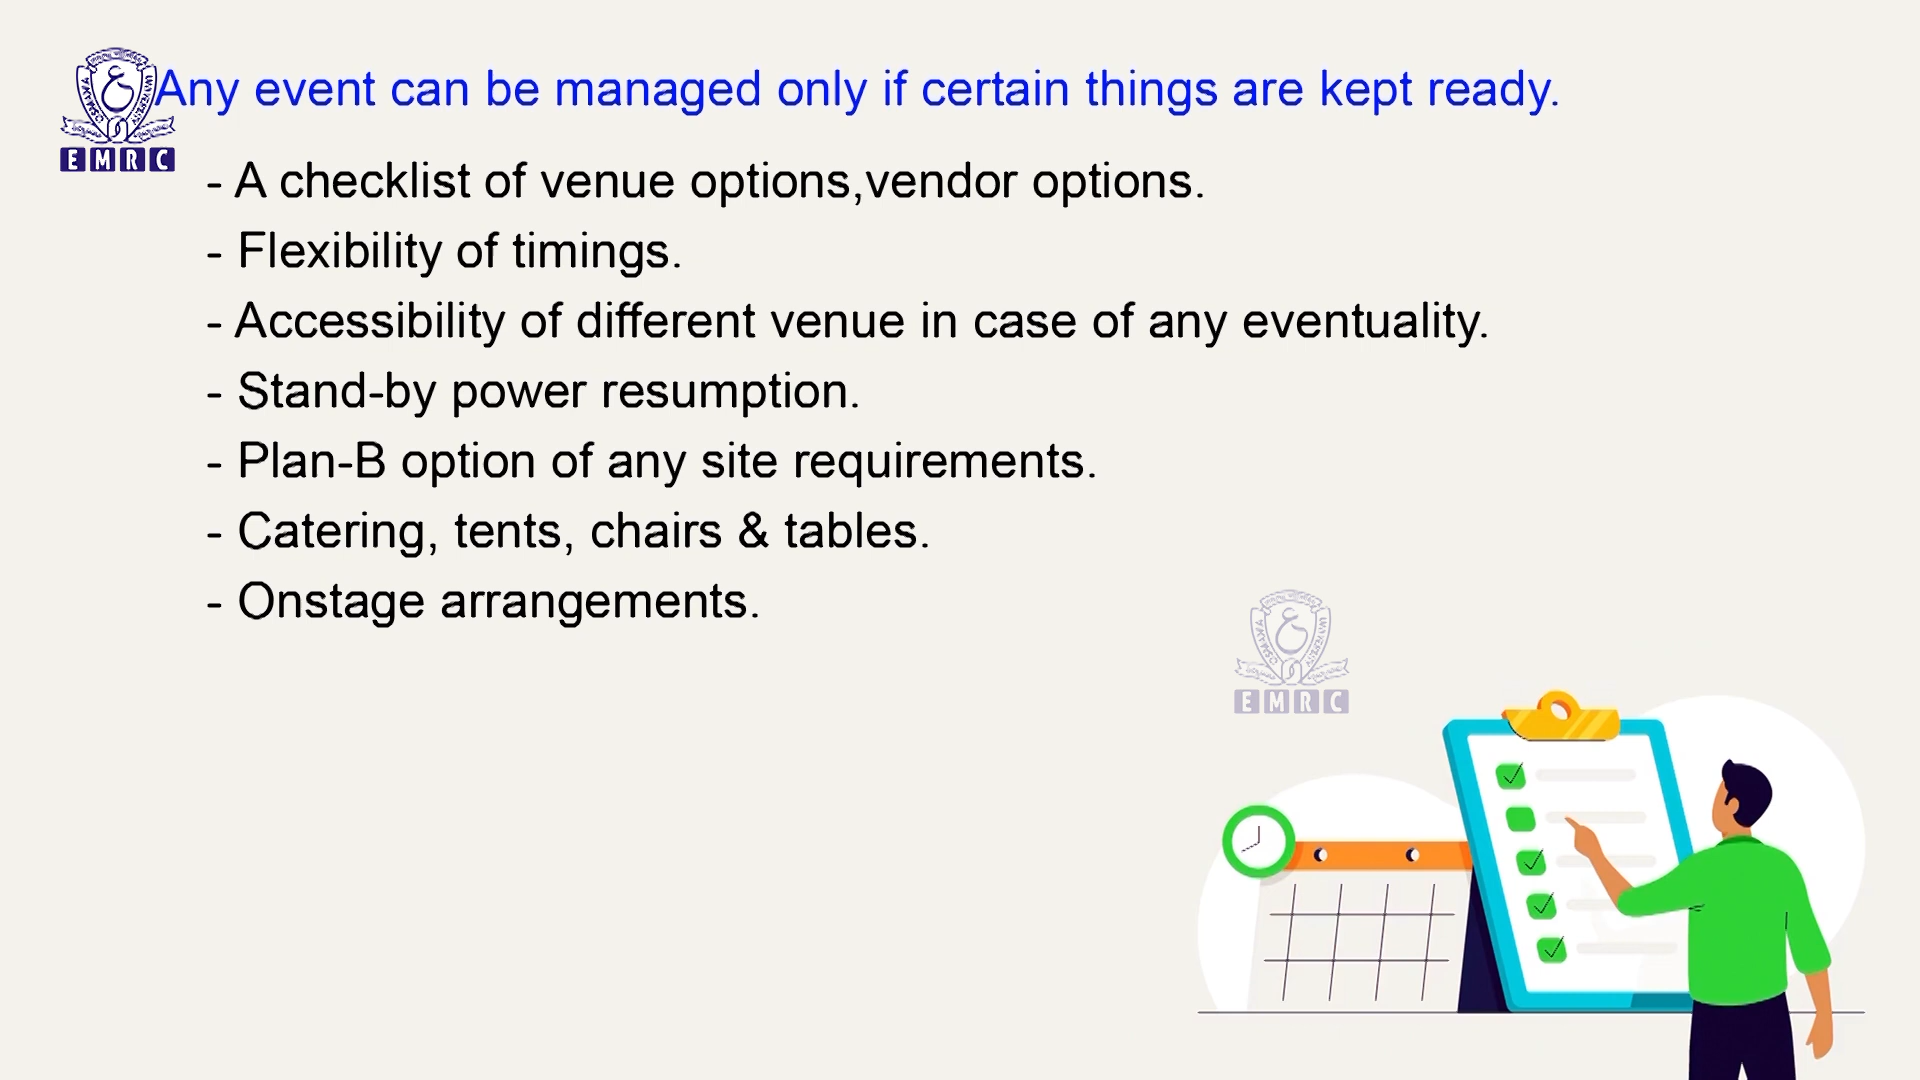 Any event can be managed only if certain things are kept ready.
EMRC
- A checklist of venue options,vendor options.
- Flexibility of timings.
- Accessibility of different venue in case of any eventuality.
- Stand-by power resumption.
- Plan-B option of any site requirements.
- Catering, tents, chairs & tables.
- Onstage arrangements.
EMRC